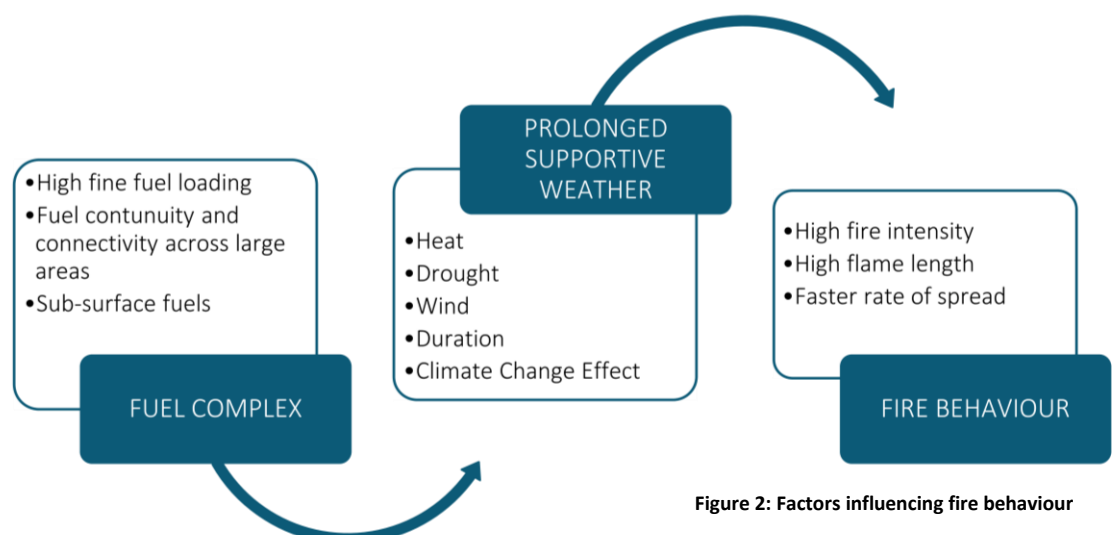 •High fine fuel loading
•Fuel contunuity and
connectivity across large
areas
•Sub-surface fuels
FUEL COMPLEX
PROLONGED
SUPPORTIVE
WEATHER
•Heat
•Drought
•Wind
•Duration
•Climate Change Effect
•High fire intensity
•High flame length
•Faster rate of spread
FIRE BEHAVIOUR
Figure 2: Factors influencing fire behaviour